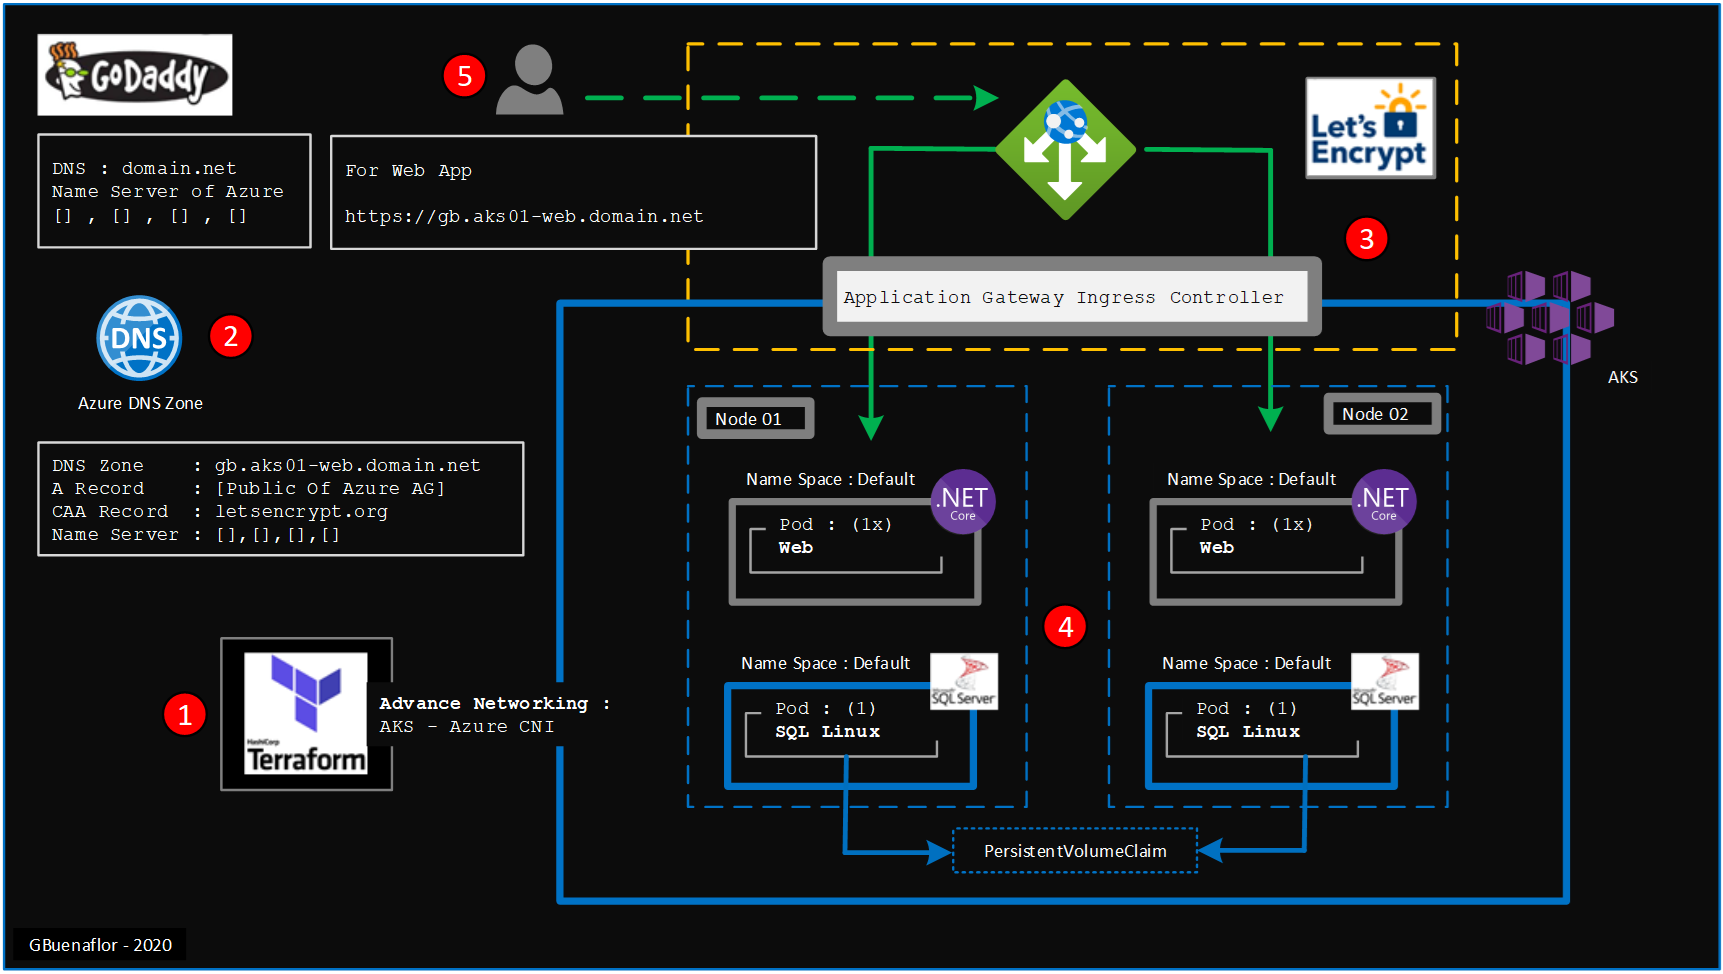 GoDaddy
DNS : domain.net
Name Server of Azure
[] , [] , [] , []
5
For Web App
https://gb.aks01-web.domain.net
Let's
Encrypt
3
Application Gateway Ingress Controller
AKS
DNS
2
Azure DNS Zone
DNS Zone : gb.aks01-web.domain.net
A Record : [Public Of Azure AG]
CAA Record : letsencrypt.org
Name Server : [],[],[],[]
1
HashiCorp
Terraform
Advance Networking :
AKS - Azure CNI
Node 01
Name Space : Default
.NET
Core
Pod : (1x)
Web
Name Space : Default
Microsoft
SQL Server
Pod : (1)
SQL Linux
4
Node 02
Name Space : Default
.NET
Core
Pod : (1x)
Web
Name Space : Default
Microsoft
SQL Server
Pod : (1)
SQL Linux
PersistentVolumeClaim
GBuenaflor - 2020